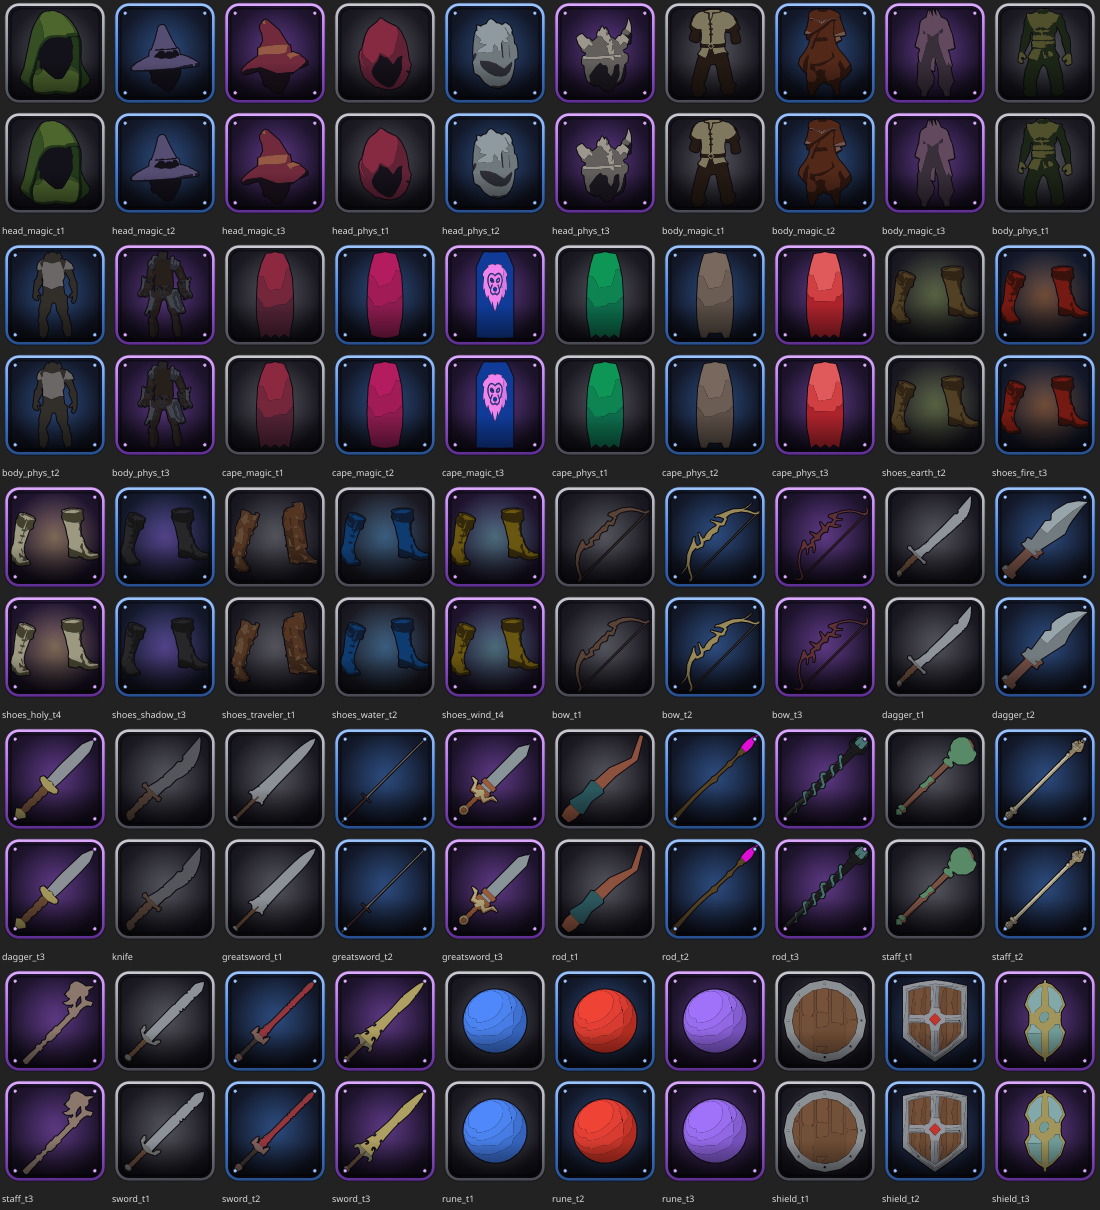 head_magic_t1 head_magic_t2 head_magic_t3 head_phys_t1 head_phys_t2 head_phys_t3 body_magic_t1 body_magic_t2 body_magic_t3 body_phys_t1
body_phys_t2 body_phys_t3 cape_magic_t1 cape_magic_t2 cape_magic_t3 cape_phys_t1 cape_phys_t2 cape_phys_t3 shoes_earth_t2 shoes_fire_t3
shoes_holy_t4 shoes_shadow_t3 shoes_traveler_t1 shoes_water_t2 shoes_wind_t4 bow_t1 bow_t2 bow_t3 dagger_t1 dagger_t2
dagger_t3 knife greatsword_t1 greatsword_t2 greatsword_t3 rod_t1 rod_t2 rod_t3 staff_t1 staff_t2
staff_t3 sword_t1 sword_t2 sword_t3 rune_t1 rune_t2 rune_t3 shield_t1 shield_t2 shield_t3